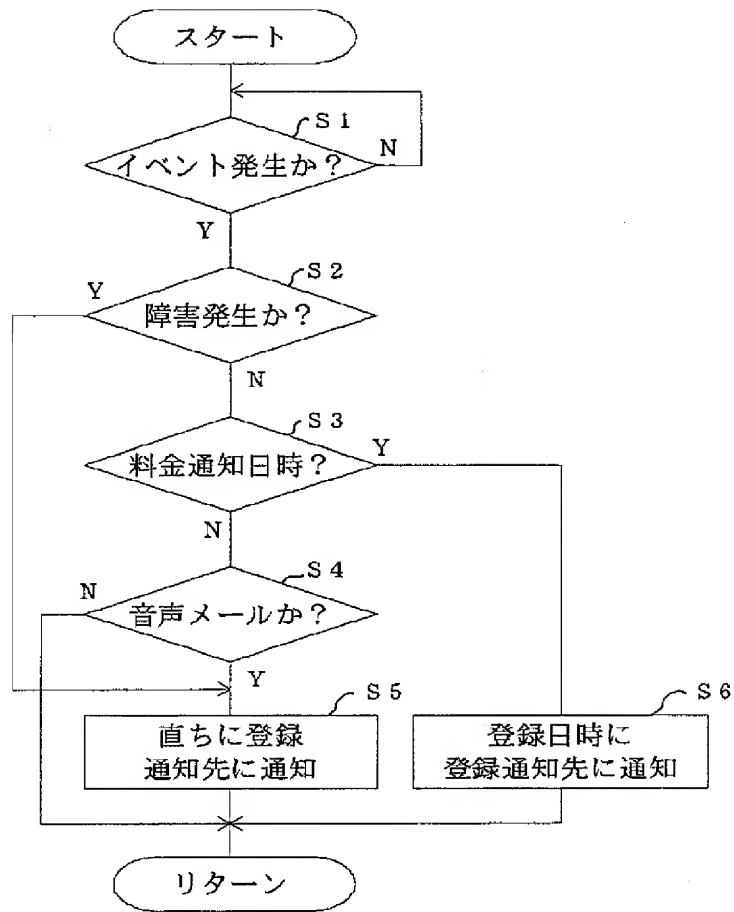 スタート
S1
イベント発生か?
N
Y
S2
Y
障害発生か?
N
S3
料金通知日時?
Y
N
S4
N
音声メールか?
Y
S5
直ちに登録
通知先に通知
S6
登録日時に
登録通知先に通知
リターン